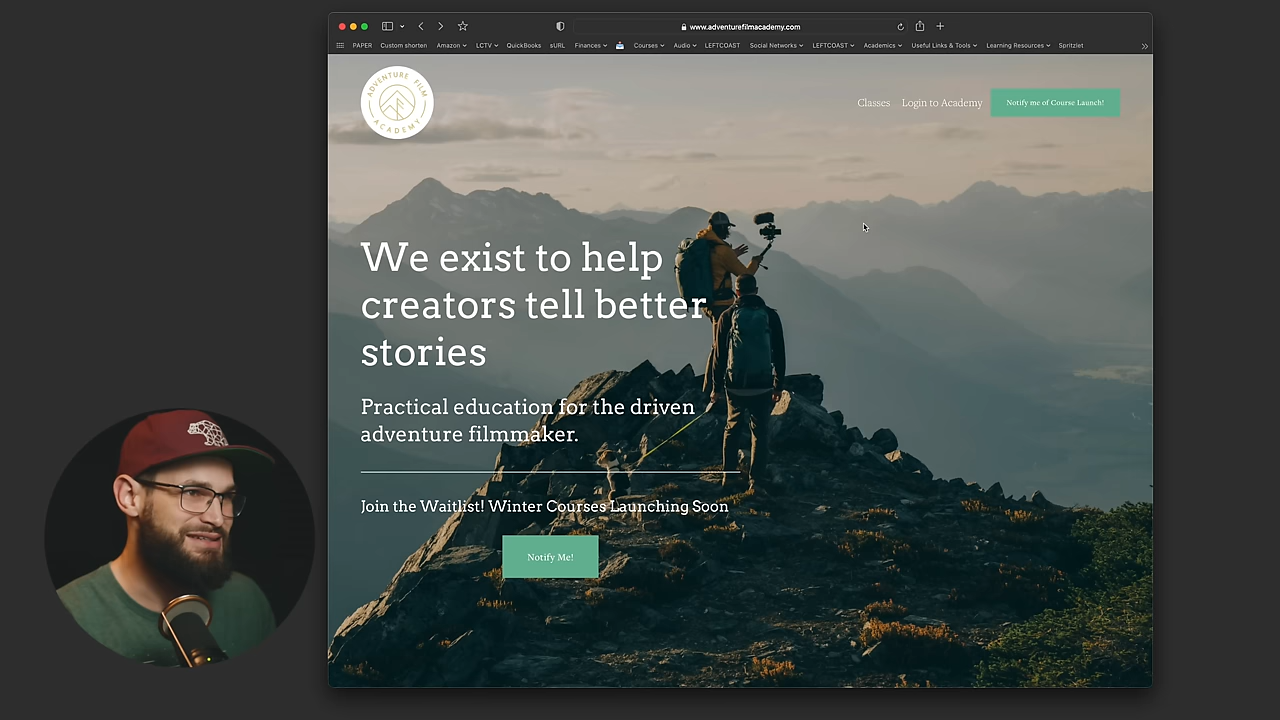 www.adventurefilmacademy.com
PAPER Custom shorten Amazon LCTV QuickBooks sURL Finances Courses Audio LEFTCOAST Social Networks LEFTCOAST Academics Useful Links & Tools Learning Resources Spritzlet
ADVENTURE FILM
ACADEMY
Classes Login to Academy Notify me of Course Launch!
We exist to help
creators tell better
stories
Practical education for the driven
adventure filmmaker.
Join the Waitlist! Winter Courses Launching Soon
Notify Me!